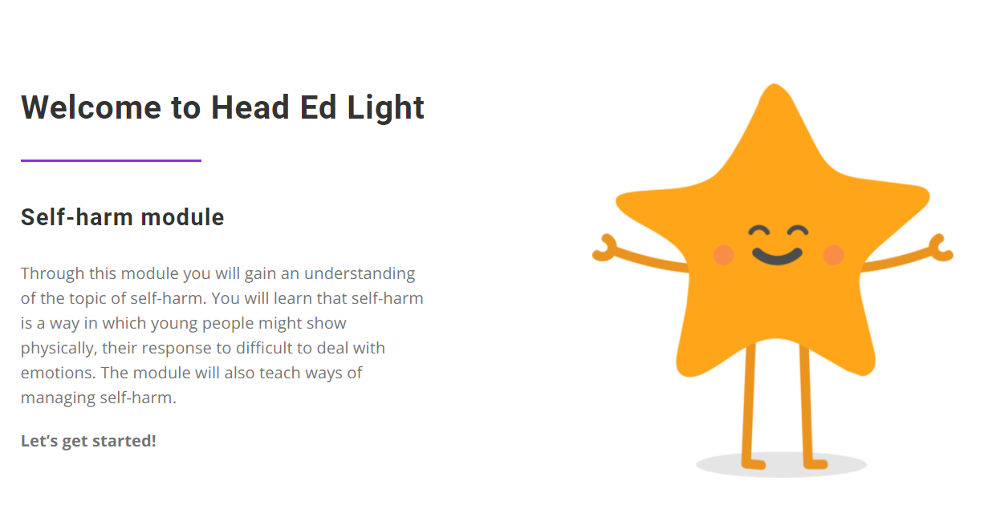 Welcome to Head Ed Light
Self-harm module
Through this module you will gain an understanding
of the topic of self-harm. You will learn that self-harm
is a way in which young people might show
physically, their response to difficult to deal with
emotions. The module will also teach ways of
managing self-harm.
Let’s get started!